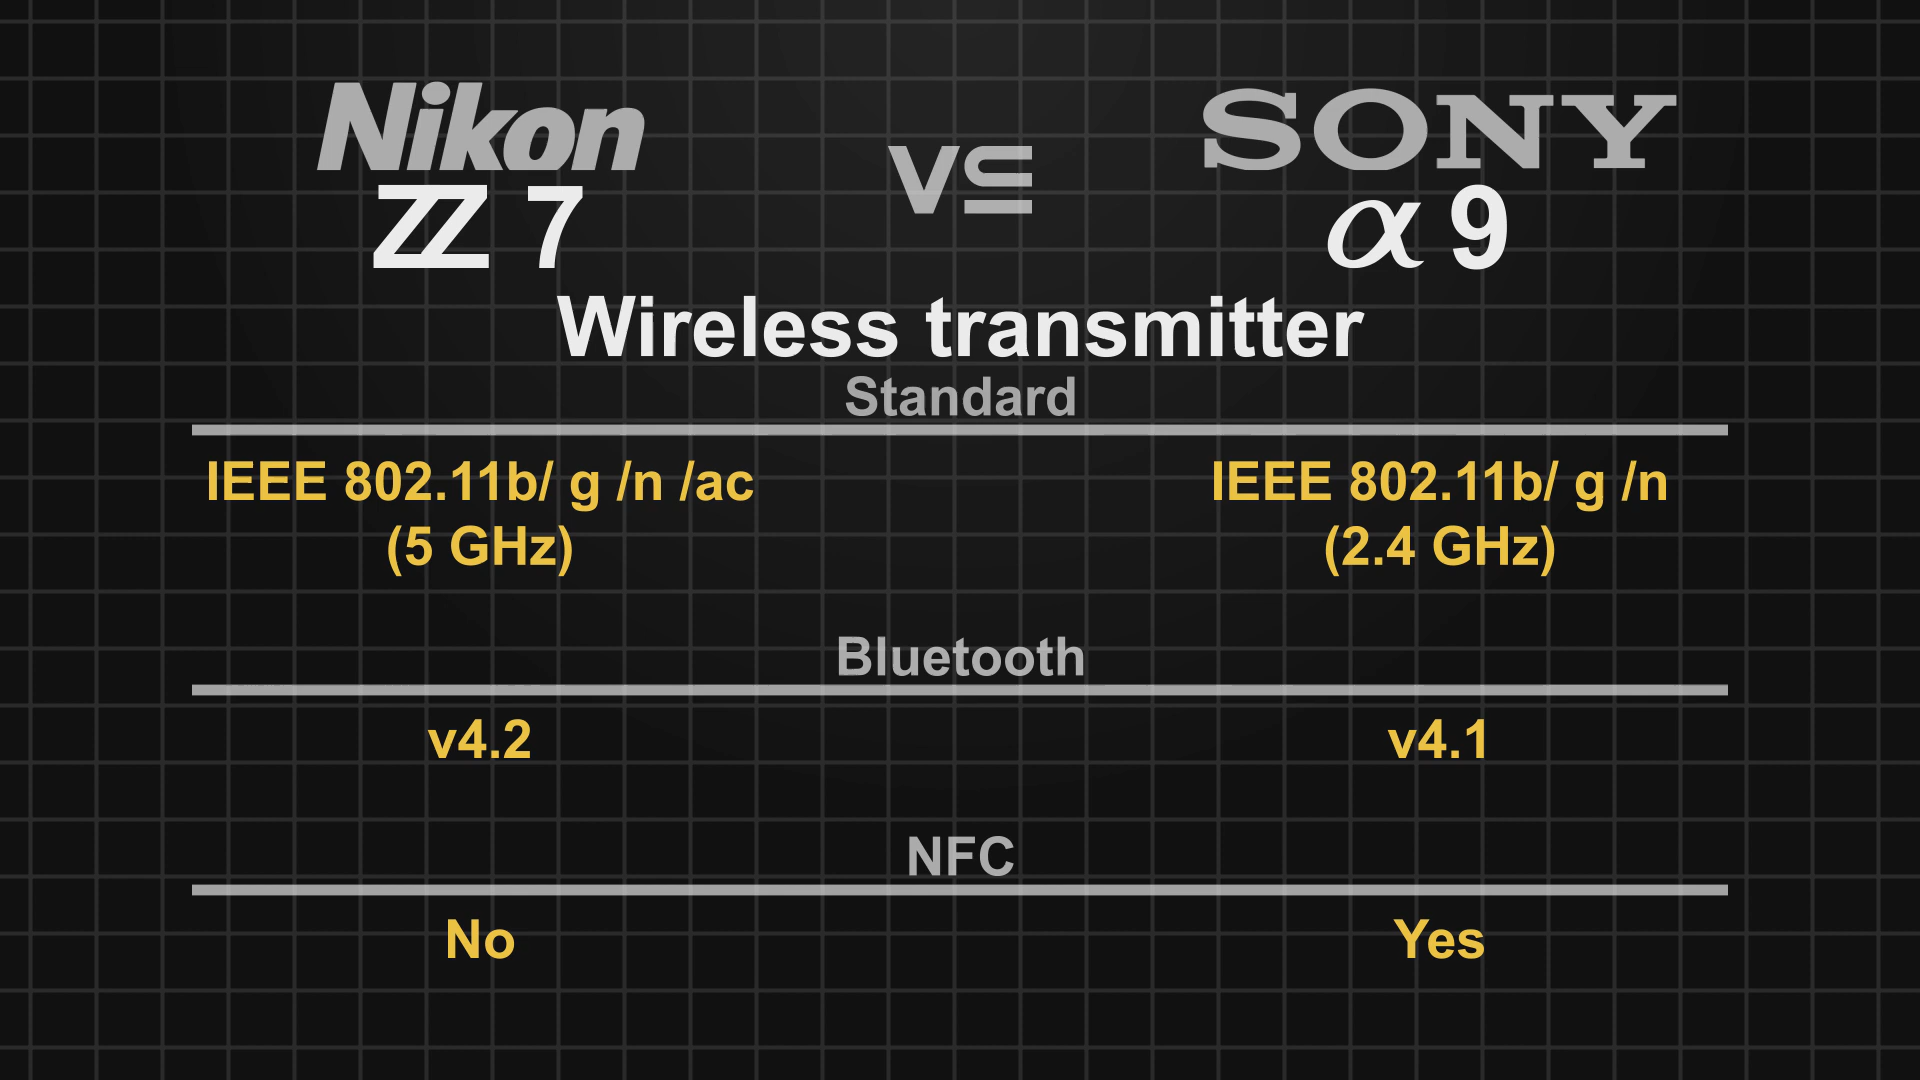 Nikon VS SONY
ZZ 7 α 9
Wireless transmitter
Standard
IEEE 802.11b/ g /n /ac IEEE 802.11b/ g /n
(5 GHz) (2.4 GHz)
Bluetooth
v4.2 v4.1
NFC
No Yes